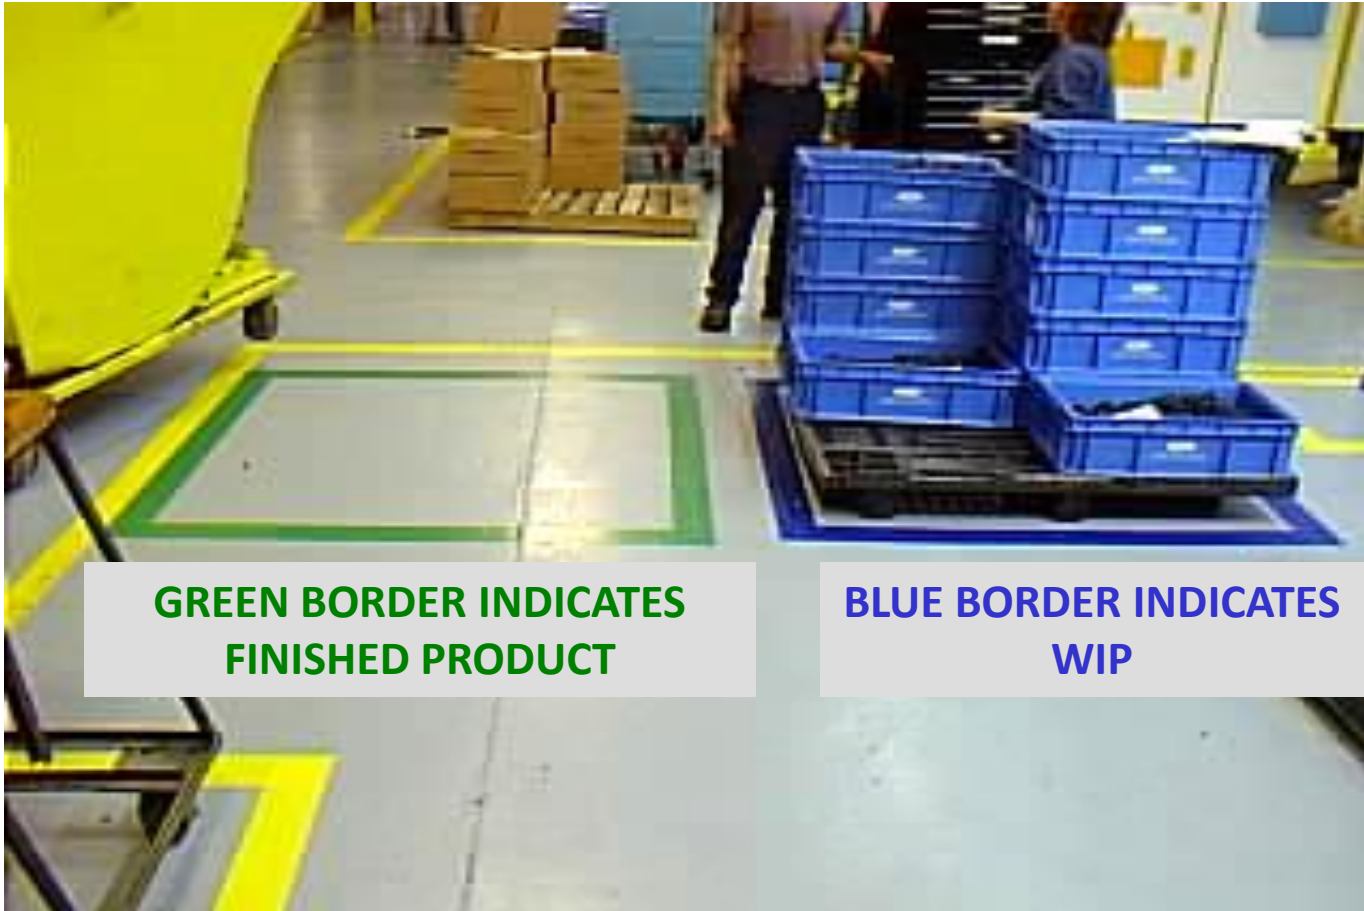 GREEN BORDER INDICATES
FINISHED PRODUCT
BLUE BORDER INDICATES
WIP